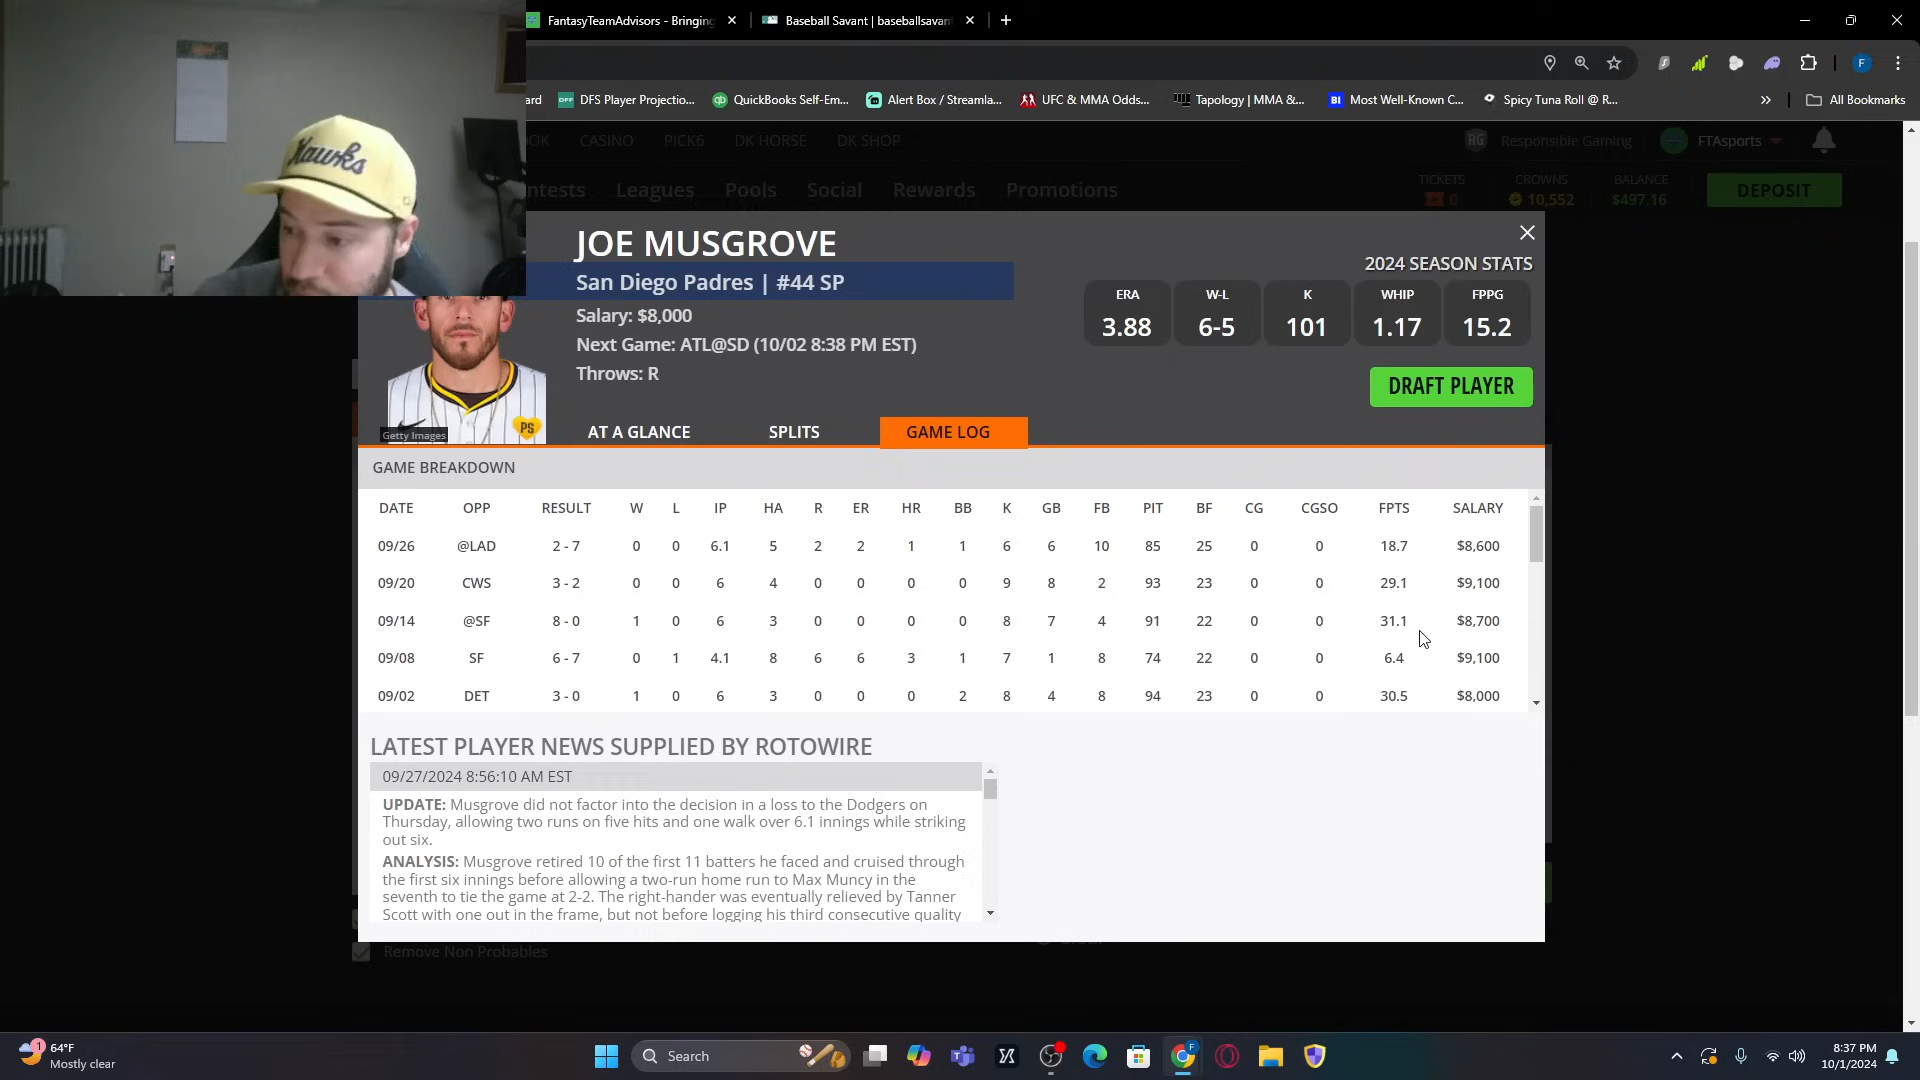 FantasyTeamAdvisors - Bringing
Baseball Savant | baseballsavan
F
ard
DFF
DFS Player Projectio...
QuickBooks Self-Em...
Alert Box / Streamla...
UFC & MMA Odds...
Tapology | MMA &...
BI
Most Well-Known C...
Spicy Tuna Roll @ R...
»
All Bookmarks
Hawks
OK
CASINO
PICK6
DK HORSE
DK SHOP
RG
Responsible Gaming
FTAsports
ntests
Leagues
Pools
Social
Rewards
Promotions
TICKETS
0
CROWNS
10,552
BALANCE
$497.16
DEPOSIT
JOE MUSGROVE
San Diego Padres | #44 SP
Salary: $8,000
Next Game: ATL@SD (10/02 8:38 PM EST)
Throws: R
2024 SEASON STATS
ERA W-L K WHIP FPPG
3.88 6-5 101 1.17 15.2
DRAFT PLAYER
PS
Getty Images
AT A GLANCE SPLITS GAME LOG
GAME BREAKDOWN
DATE OPP RESULT W L IP HA R ER HR BB K GB FB PIT BF CG CGSO FPTS SALARY
09/26 @LAD 2 - 7 0 0 6.1 5 2 2 1 1 6 6 10 85 25 0 0 18.7 $8,600
09/20 CWS 3 - 2 0 0 6 4 0 0 0 0 9 8 2 93 23 0 0 29.1 $9,100
09/14 @SF 8 - 0 1 0 6 3 0 0 0 0 8 7 4 91 22 0 0 31.1 $8,700
09/08 SF 6 - 7 0 1 4.1 8 6 6 3 1 7 1 8 74 22 0 0 6.4 $9,100
09/02 DET 3 - 0 1 0 6 3 0 0 0 2 8 4 8 94 23 0 0 30.5 $8,000
LATEST PLAYER NEWS SUPPLIED BY ROTOWIRE
09/27/2024 8:56:10 AM EST
UPDATE: Musgrove did not factor into the decision in a loss to the Dodgers on
Thursday, allowing two runs on five hits and one walk over 6.1 innings while striking
out six.
ANALYSIS: Musgrove retired 10 of the first 11 batters he faced and cruised through
the first six innings before allowing a two-run home run to Max Muncy in the
seventh to tie the game at 2-2. The right-hander was eventually relieved by Tanner
Scott with one out in the frame, but not before logging his third consecutive quality
Remove Non Probables
1
64°F
Mostly clear
Search
F
8:37 PM
10/1/2024